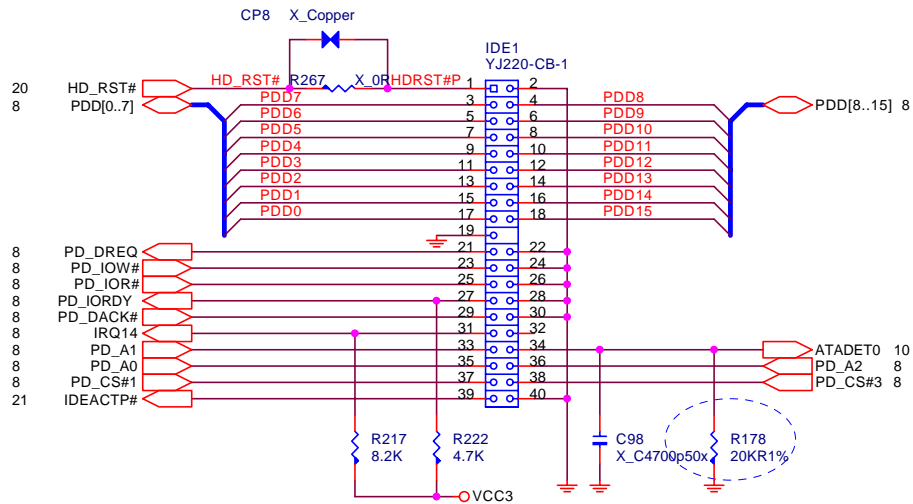 CP8 X_Copper
IDE1
YJ220-CB-1
20 HD_RST# HD_RST# R267 X_0R HDRST#P 1 2
8 PDD[0..7] PDD7 3 4 PDD8 PDD[8..15] 8
PDD6 5 6 PDD9
PDD5 7 8 PDD10
PDD4 9 10 PDD11
PDD3 11 12 PDD12
PDD2 13 14 PDD13
PDD1 15 16 PDD14
PDD0 17 18 PDD15
19
8 PD_DREQ 21 22
8 PD_IOW# 23 24
8 PD_IOR# 25 26
8 PD_IORDY 27 28
8 PD_DACK# 29 30
8 IRQ14 31 32
8 PD_A1 33 34 ATADET0 10
8 PD_A0 35 36 PD_A2 8
8 PD_CS#1 37 38 PD_CS#3 8
21 IDEACTP# 39 40
R217
8.2K
R222
4.7K
C98
X_C4700p50x
R178
20KR1%
VCC3